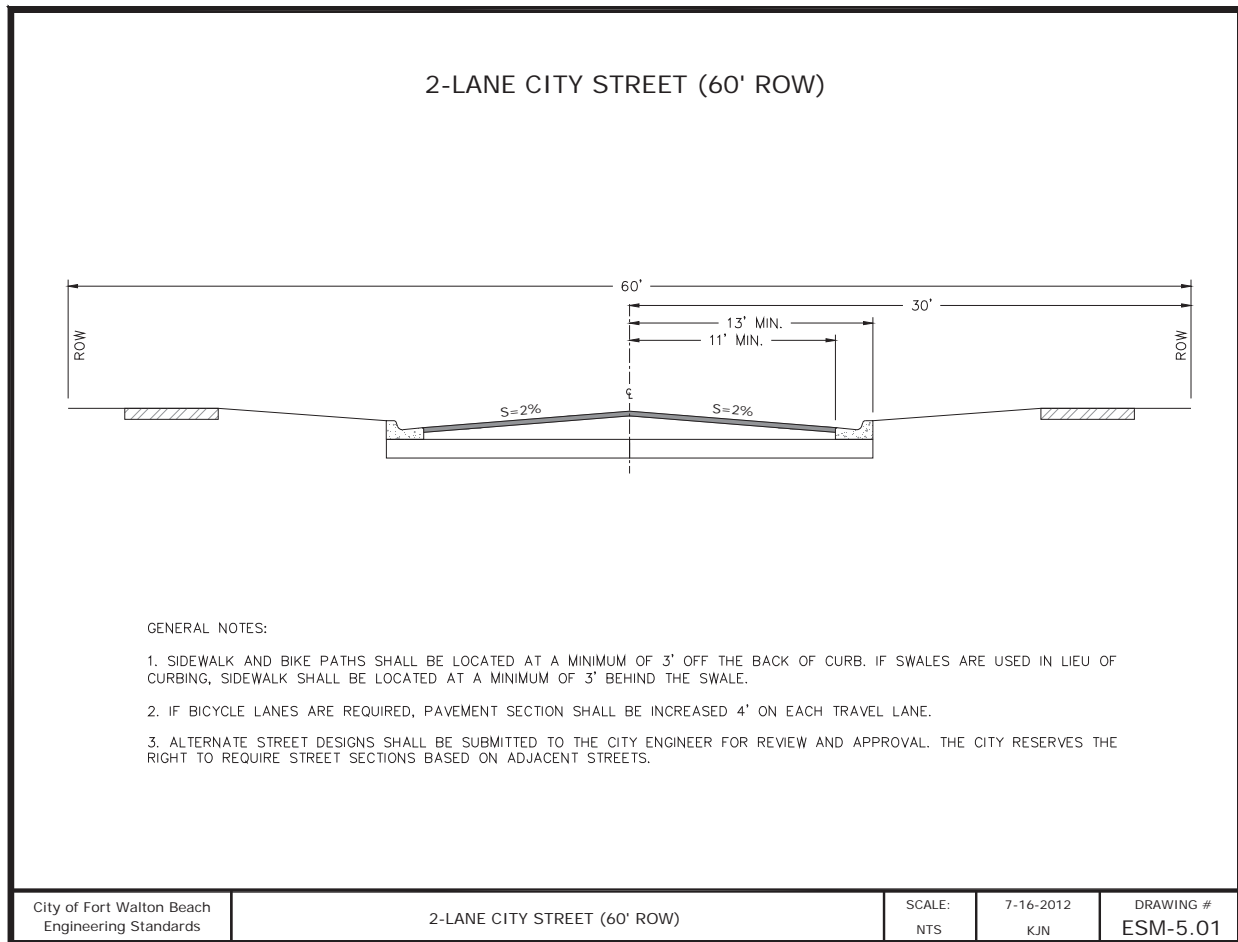 2-LANE CITY STREET (60' ROW)
60'
30'
13' MIN.
11' MIN.
ROW
ROW
℄
S=2%
S=2%
GENERAL NOTES:
1. SIDEWALK AND BIKE PATHS SHALL BE LOCATED AT A MINIMUM OF 3' OFF THE BACK OF CURB. IF SWALES ARE USED IN LIEU OF
CURBING, SIDEWALK SHALL BE LOCATED AT A MINIMUM OF 3' BEHIND THE SWALE.
2. IF BICYCLE LANES ARE REQUIRED, PAVEMENT SECTION SHALL BE INCREASED 4' ON EACH TRAVEL LANE.
3. ALTERNATE STREET DESIGNS SHALL BE SUBMITTED TO THE CITY ENGINEER FOR REVIEW AND APPROVAL. THE CITY RESERVES THE
RIGHT TO REQUIRE STREET SECTIONS BASED ON ADJACENT STREETS.
City of Fort Walton Beach
Engineering Standards
2-LANE CITY STREET (60' ROW)
SCALE:
NTS
7-16-2012
KJN
DRAWING #
ESM-5.01